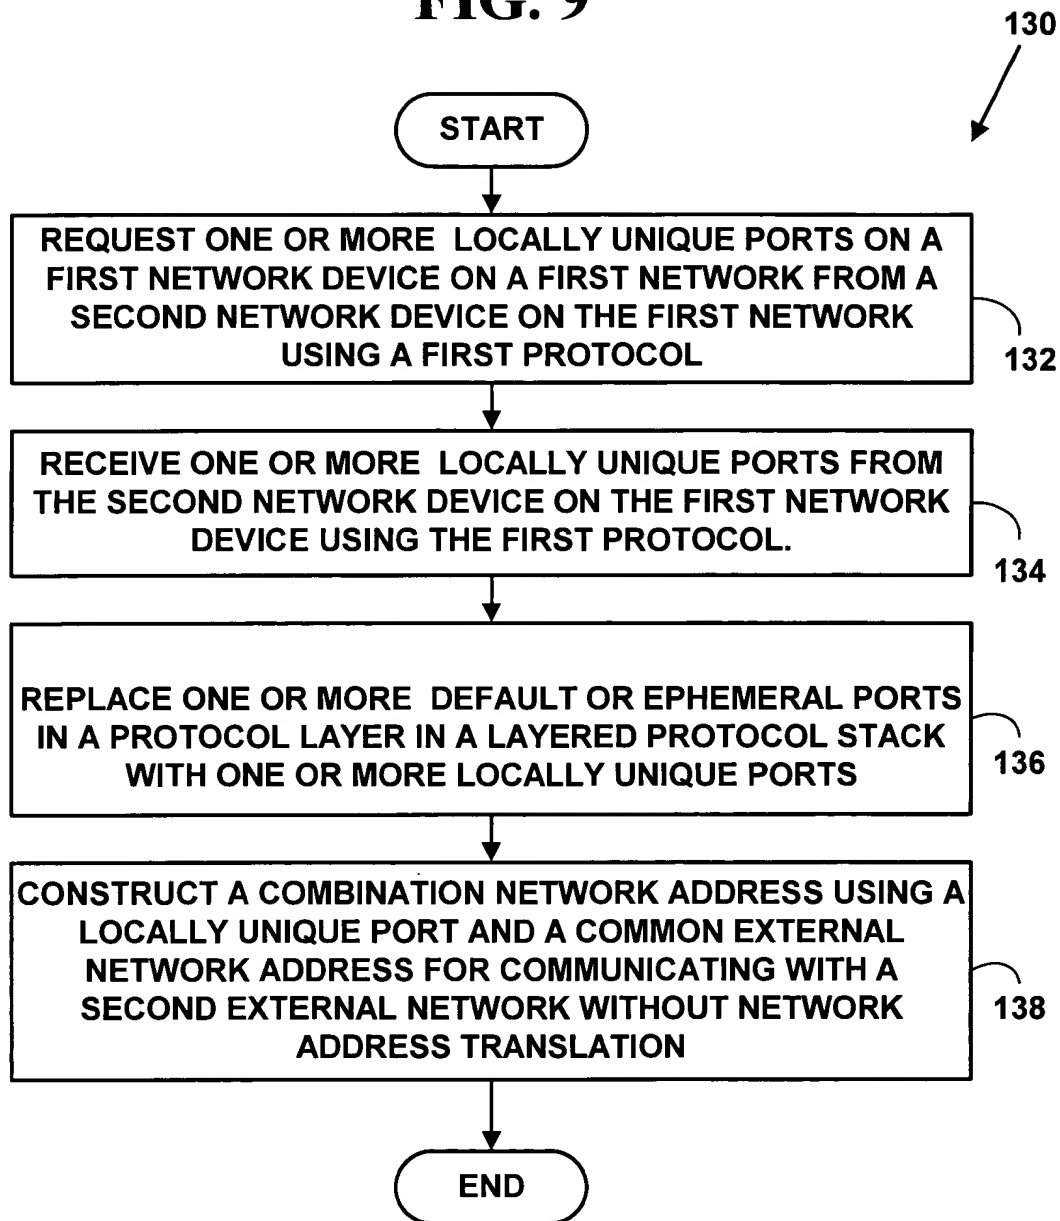 FIG. 9
130
START
REQUEST ONE OR MORE LOCALLY UNIQUE PORTS ON A
FIRST NETWORK DEVICE ON A FIRST NETWORK FROM A
SECOND NETWORK DEVICE ON THE FIRST NETWORK
USING A FIRST PROTOCOL
132
RECEIVE ONE OR MORE LOCALLY UNIQUE PORTS FROM
THE SECOND NETWORK DEVICE ON THE FIRST NETWORK
DEVICE USING THE FIRST PROTOCOL.
134
REPLACE ONE OR MORE DEFAULT OR EPHEMERAL PORTS
IN A PROTOCOL LAYER IN A LAYERED PROTOCOL STACK
WITH ONE OR MORE LOCALLY UNIQUE PORTS
136
CONSTRUCT A COMBINATION NETWORK ADDRESS USING A
LOCALLY UNIQUE PORT AND A COMMON EXTERNAL
NETWORK ADDRESS FOR COMMUNICATING WITH A
SECOND EXTERNAL NETWORK WITHOUT NETWORK
ADDRESS TRANSLATION
138
END